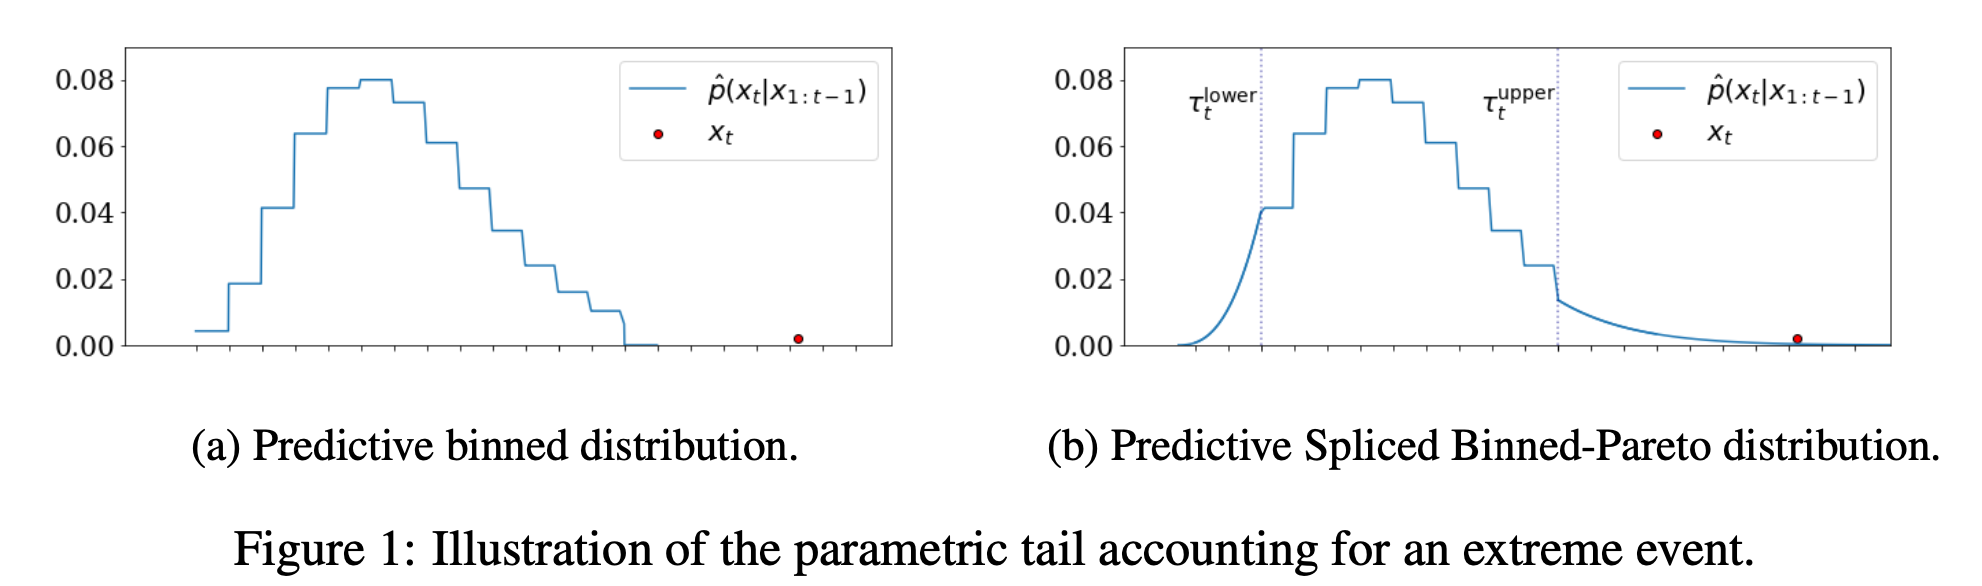 0.08
0.06
0.04
0.02
0.00
p̂(xₜ|x₁:ₜ₋₁)
xₜ
(a) Predictive binned distribution.
0.08
0.06
0.04
0.02
0.00
τₜˡᵒʷᵉʳ
τₜᵘᵖᵖᵉʳ
p̂(xₜ|x₁:ₜ₋₁)
xₜ
(b) Predictive Spliced Binned-Pareto distribution.
Figure 1: Illustration of the parametric tail accounting for an extreme event.